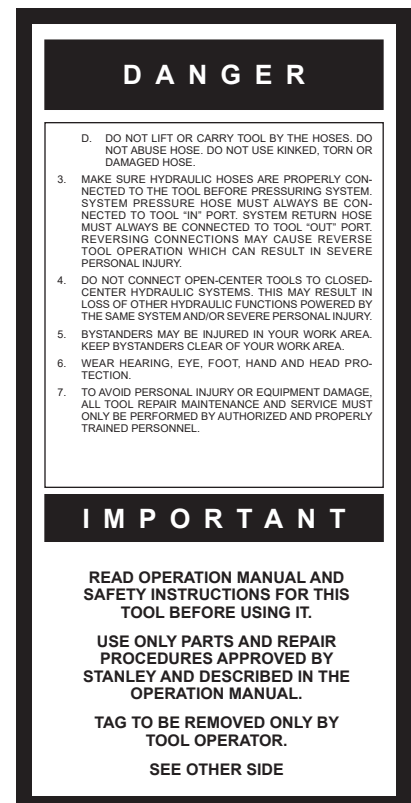 DANGER
D. DO NOT LIFT OR CARRY TOOL BY THE HOSES. DO
NOT ABUSE HOSE. DO NOT USE KINKED, TORN OR
DAMAGED HOSE.
3. MAKE SURE HYDRAULIC HOSES ARE PROPERLY CON-
NECTED TO THE TOOL BEFORE PRESSURING SYSTEM.
SYSTEM PRESSURE HOSE MUST ALWAYS BE CON-
NECTED TO TOOL “IN” PORT. SYSTEM RETURN HOSE
MUST ALWAYS BE CONNECTED TO TOOL “OUT” PORT.
REVERSING CONNECTIONS MAY CAUSE REVERSE
TOOL OPERATION WHICH CAN RESULT IN SEVERE
PERSONAL INJURY.
4. DO NOT CONNECT OPEN-CENTER TOOLS TO CLOSED-
CENTER HYDRAULIC SYSTEMS. THIS MAY RESULT IN
LOSS OF OTHER HYDRAULIC FUNCTIONS POWERED BY
THE SAME SYSTEM AND/OR SEVERE PERSONAL INJURY.
5. BYSTANDERS MAY BE INJURED IN YOUR WORK AREA.
KEEP BYSTANDERS CLEAR OF YOUR WORK AREA.
6. WEAR HEARING, EYE, FOOT, HAND AND HEAD PRO-
TECTION.
7. TO AVOID PERSONAL INJURY OR EQUIPMENT DAMAGE,
ALL TOOL REPAIR MAINTENANCE AND SERVICE MUST
ONLY BE PERFORMED BY AUTHORIZED AND PROPERLY
TRAINED PERSONNEL.
IMPORTANT
READ OPERATION MANUAL AND
SAFETY INSTRUCTIONS FOR THIS
TOOL BEFORE USING IT.
USE ONLY PARTS AND REPAIR
PROCEDURES APPROVED BY
STANLEY AND DESCRIBED IN THE
OPERATION MANUAL.
TAG TO BE REMOVED ONLY BY
TOOL OPERATOR.
SEE OTHER SIDE